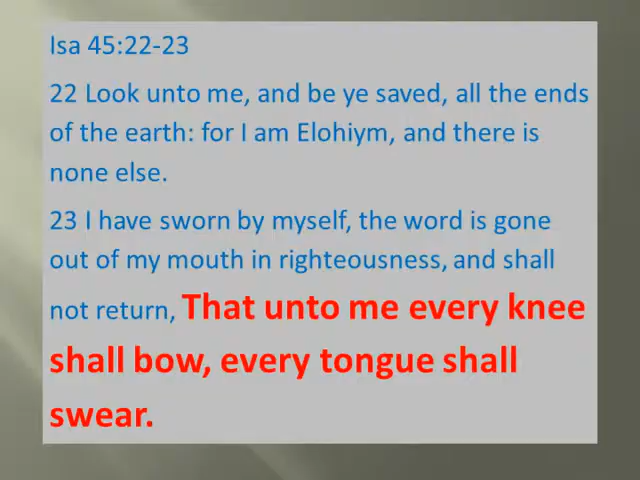 Isa 45:22-23
22 Look unto me, and be ye saved, all the ends
of the earth: for I am Elohiym, and there is
none else.
23 I have sworn by myself, the word is gone
out of my mouth in righteousness, and shall
not return, That unto me every knee
shall bow, every tongue shall
swear.